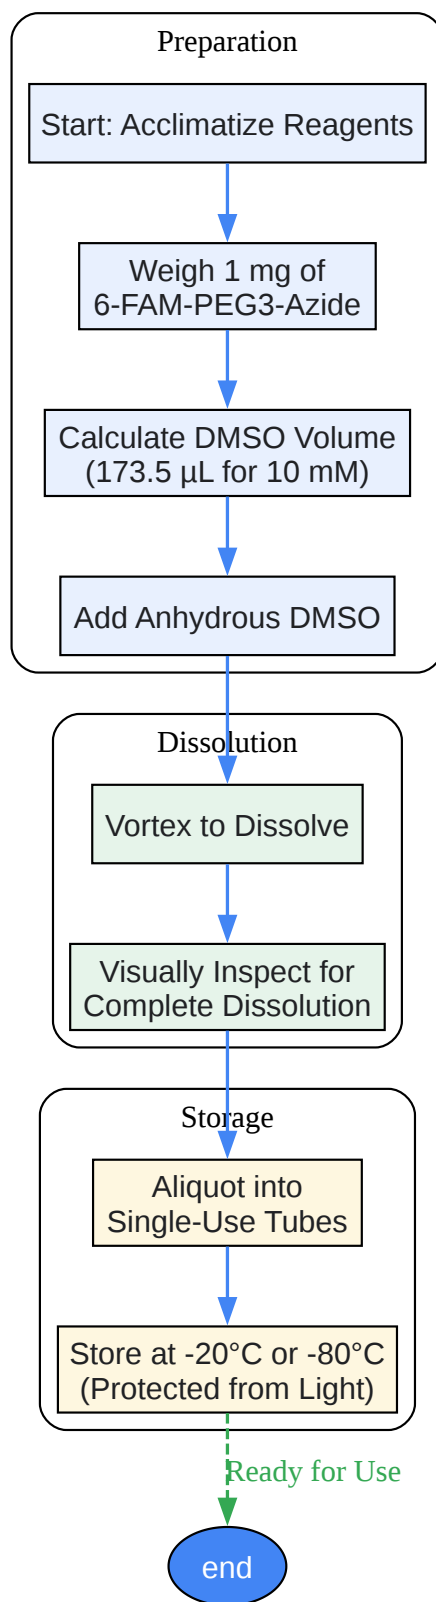 Preparation
Start: Acclimatize Reagents
Weigh 1 mg of
6-FAM-PEG3-Azide
Calculate DMSO Volume
(173.5 µL for 10 mM)
Add Anhydrous DMSO
Dissolution
Vortex to Dissolve
Visually Inspect for
Complete Dissolution
Storage
Aliquot into
Single-Use Tubes
Store at -20°C or -80°C
(Protected from Light)
Ready for Use
end